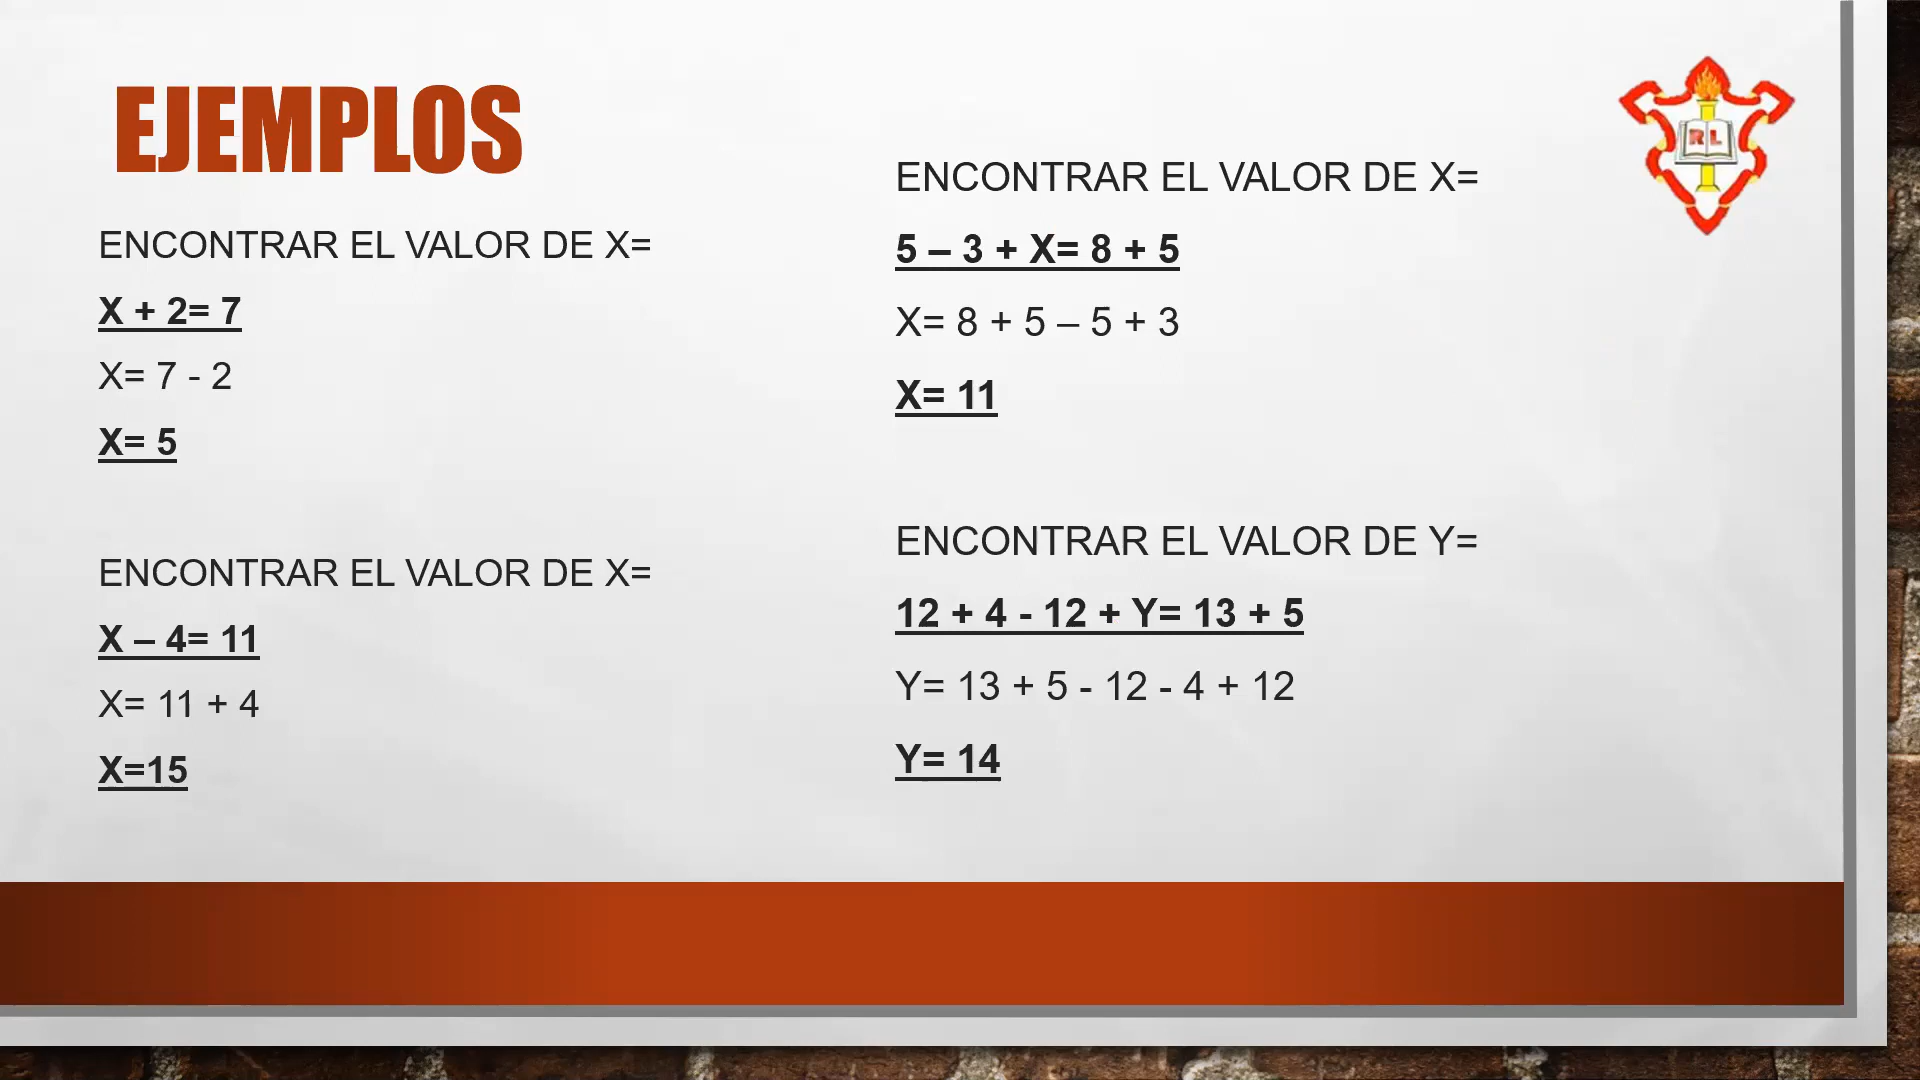 EJEMPLOS
ENCONTRAR EL VALOR DE X=
X + 2= 7
X= 7 - 2
X= 5
ENCONTRAR EL VALOR DE X=
X – 4= 11
X= 11 + 4
X=15
ENCONTRAR EL VALOR DE X=
5 – 3 + X= 8 + 5
X= 8 + 5 – 5 + 3
X= 11
ENCONTRAR EL VALOR DE Y=
12 + 4 - 12 + Y= 13 + 5
Y= 13 + 5 - 12 - 4 + 12
Y= 14
RL